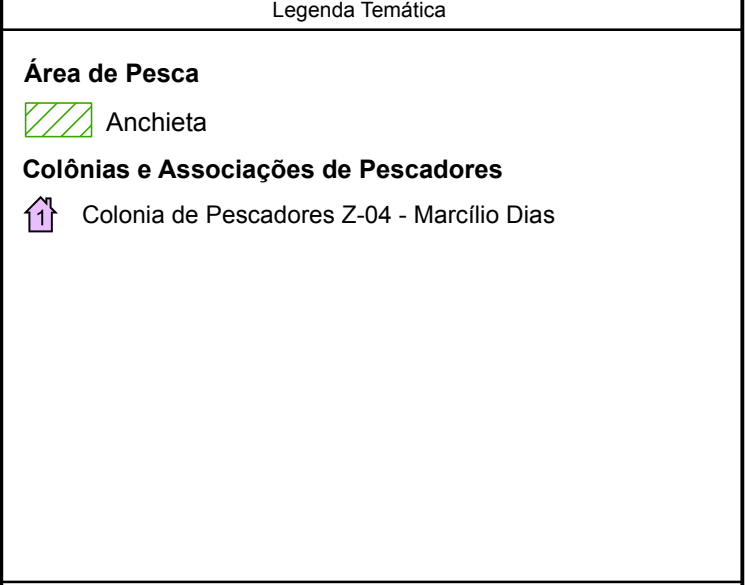 Legenda Temática
Área de Pesca
Anchieta
Colônias e Associações de Pescadores
1 Colonia de Pescadores Z-04 - Marcílio Dias